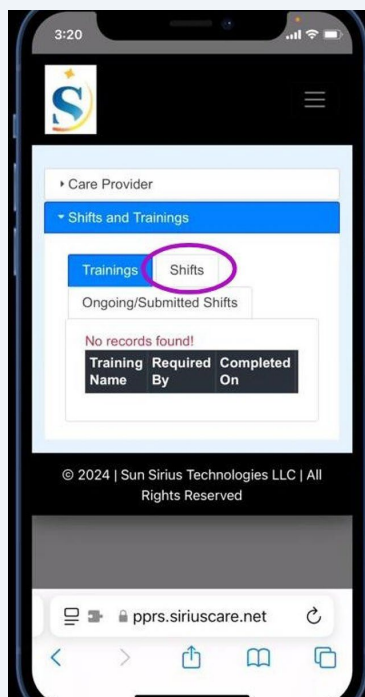 3:20
S
Care Provider
Shifts and Trainings
Trainings Shifts
Ongoing/Submitted Shifts
No records found!
Training Required Completed
Name By On
© 2024 | Sun Sirius Technologies LLC | All
Rights Reserved
pprs.siriuscare.net